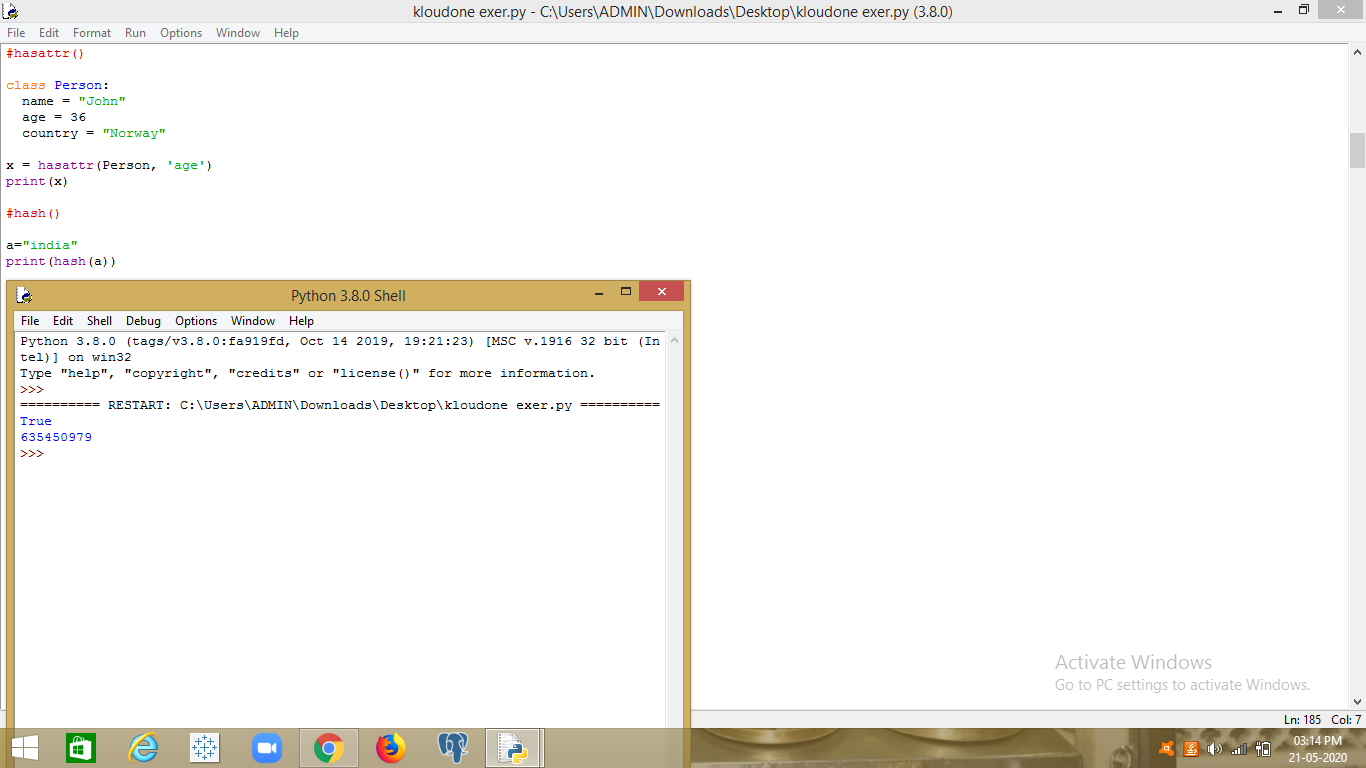 kloudone exer.py - C:\Users\ADMIN\Downloads\Desktop\kloudone exer.py (3.8.0)
File Edit Format Run Options Window Help
#hasattr()
class Person:
  name = "John"
  age = 36
  country = "Norway"
x = hasattr(Person, 'age')
print(x)
#hash()
a="india"
print(hash(a))
Python 3.8.0 Shell
File Edit Shell Debug Options Window Help
Python 3.8.0 (tags/v3.8.0:fa919fd, Oct 14 2019, 19:21:23) [MSC v.1916 32 bit (In
tel)] on win32
Type "help", "copyright", "credits" or "license()" for more information.
>>>
========== RESTART: C:\Users\ADMIN\Downloads\Desktop\kloudone exer.py ==========
True
635450979
>>>
Activate Windows
Go to PC settings to activate Windows.
Ln: 185 Col: 7
03:14 PM
21-05-2020